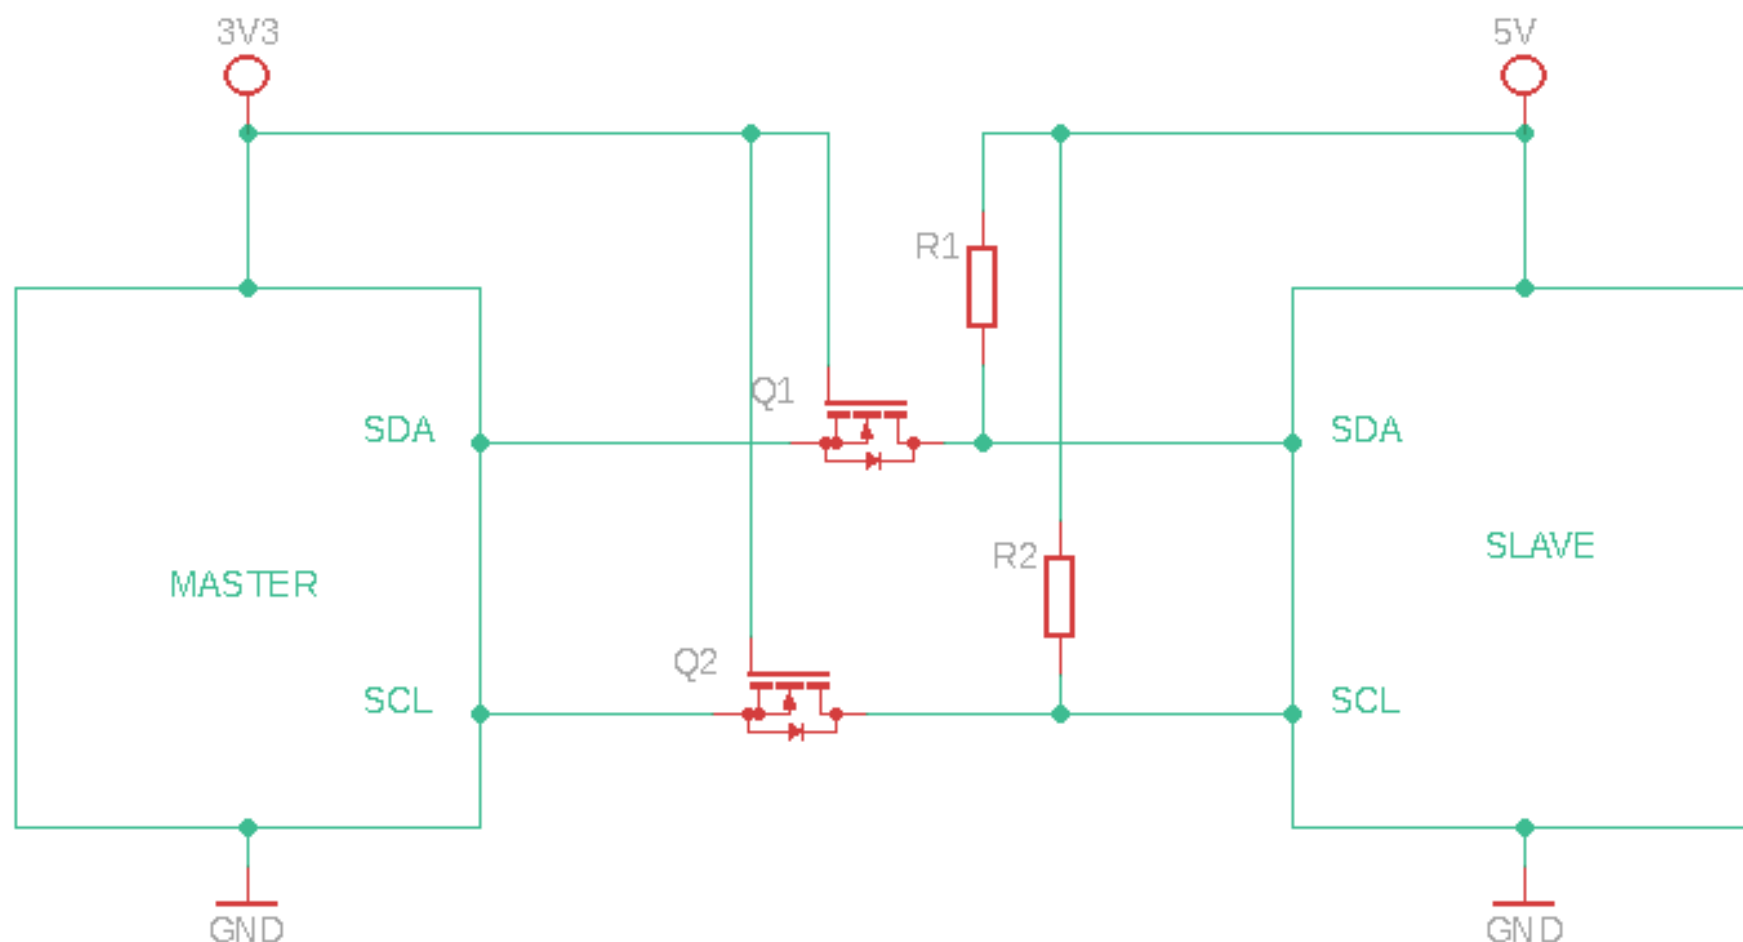 3V3
5V
R1
Q1
SDA
SDA
R2
SLAVE
MASTER
Q2
SCL
SCL
GND
GND